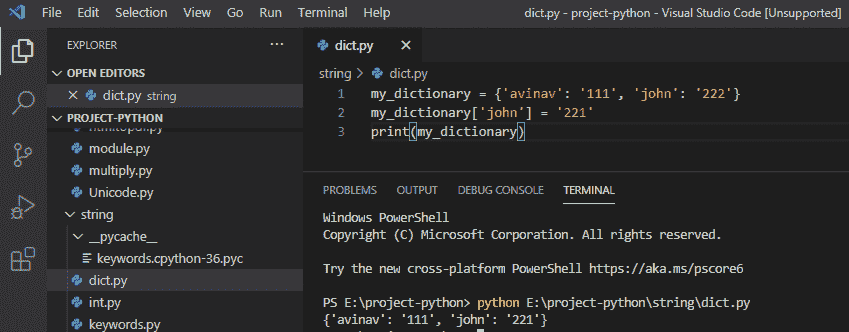 File Edit Selection View Go Run Terminal Help dict.py - project-python - Visual Studio Code [Unsupported]
EXPLORER ...
OPEN EDITORS
dict.py string
PROJECT-PYTHON
htmltopdf.py
module.py
multiply.py
Unicode.py
string
__pycache__
keywords.cpython-36.pyc
dict.py
int.py
keywords.py
dict.py
string > dict.py
1 my_dictionary = {'avinav': '111', 'john': '222'}
2 my_dictionary['john'] = '221'
3 print(my_dictionary)
PROBLEMS OUTPUT DEBUG CONSOLE TERMINAL
Windows PowerShell
Copyright (C) Microsoft Corporation. All rights reserved.
Try the new cross-platform PowerShell https://aka.ms/pscore6
PS E:\project-python> python E:\project-python\string\dict.py
{'avinav': '111', 'john': '221'}